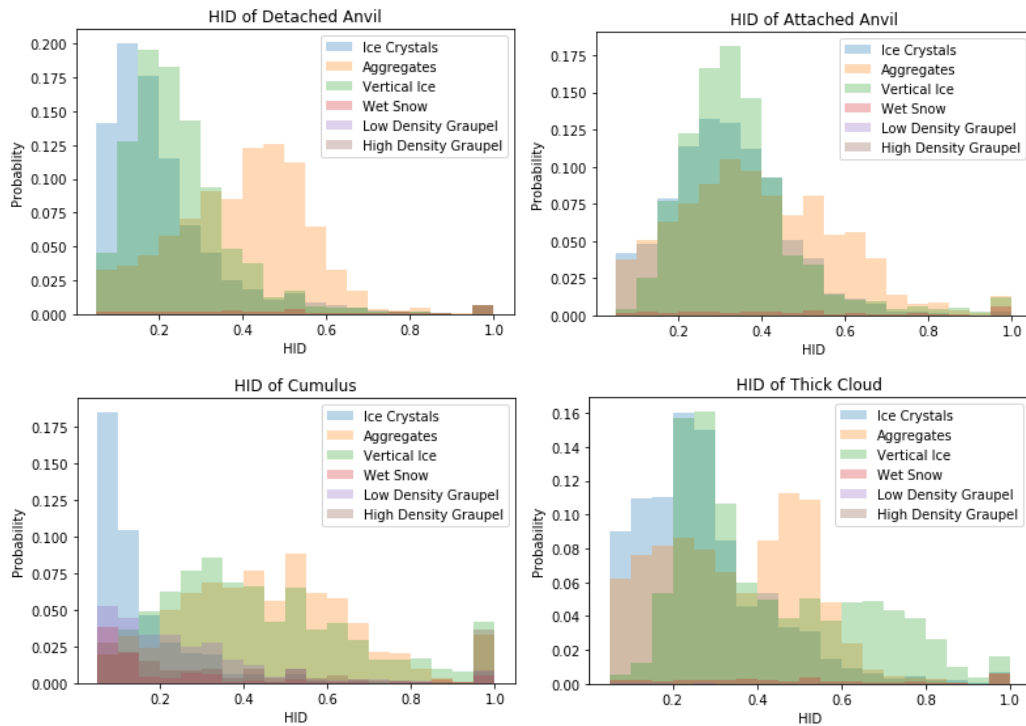 HID of Detached Anvil
0.200
0.175
0.150
0.125
0.100
0.075
0.050
0.025
0.000
Probability
Ice Crystals
Aggregates
Vertical Ice
Wet Snow
Low Density Graupel
High Density Graupel
0.2 0.4 0.6 0.8 1.0
HID
HID of Attached Anvil
0.175
0.150
0.125
0.100
0.075
0.050
0.025
0.000
Probability
Ice Crystals
Aggregates
Vertical Ice
Wet Snow
Low Density Graupel
High Density Graupel
0.2 0.4 0.6 0.8 1.0
HID
HID of Cumulus
0.175
0.150
0.125
0.100
0.075
0.050
0.025
0.000
Probability
Ice Crystals
Aggregates
Vertical Ice
Wet Snow
Low Density Graupel
High Density Graupel
0.2 0.4 0.6 0.8 1.0
HID
HID of Thick Cloud
0.16
0.14
0.12
0.10
0.08
0.06
0.04
0.02
0.00
Probability
Ice Crystals
Aggregates
Vertical Ice
Wet Snow
Low Density Graupel
High Density Graupel
0.2 0.4 0.6 0.8 1.0
HID